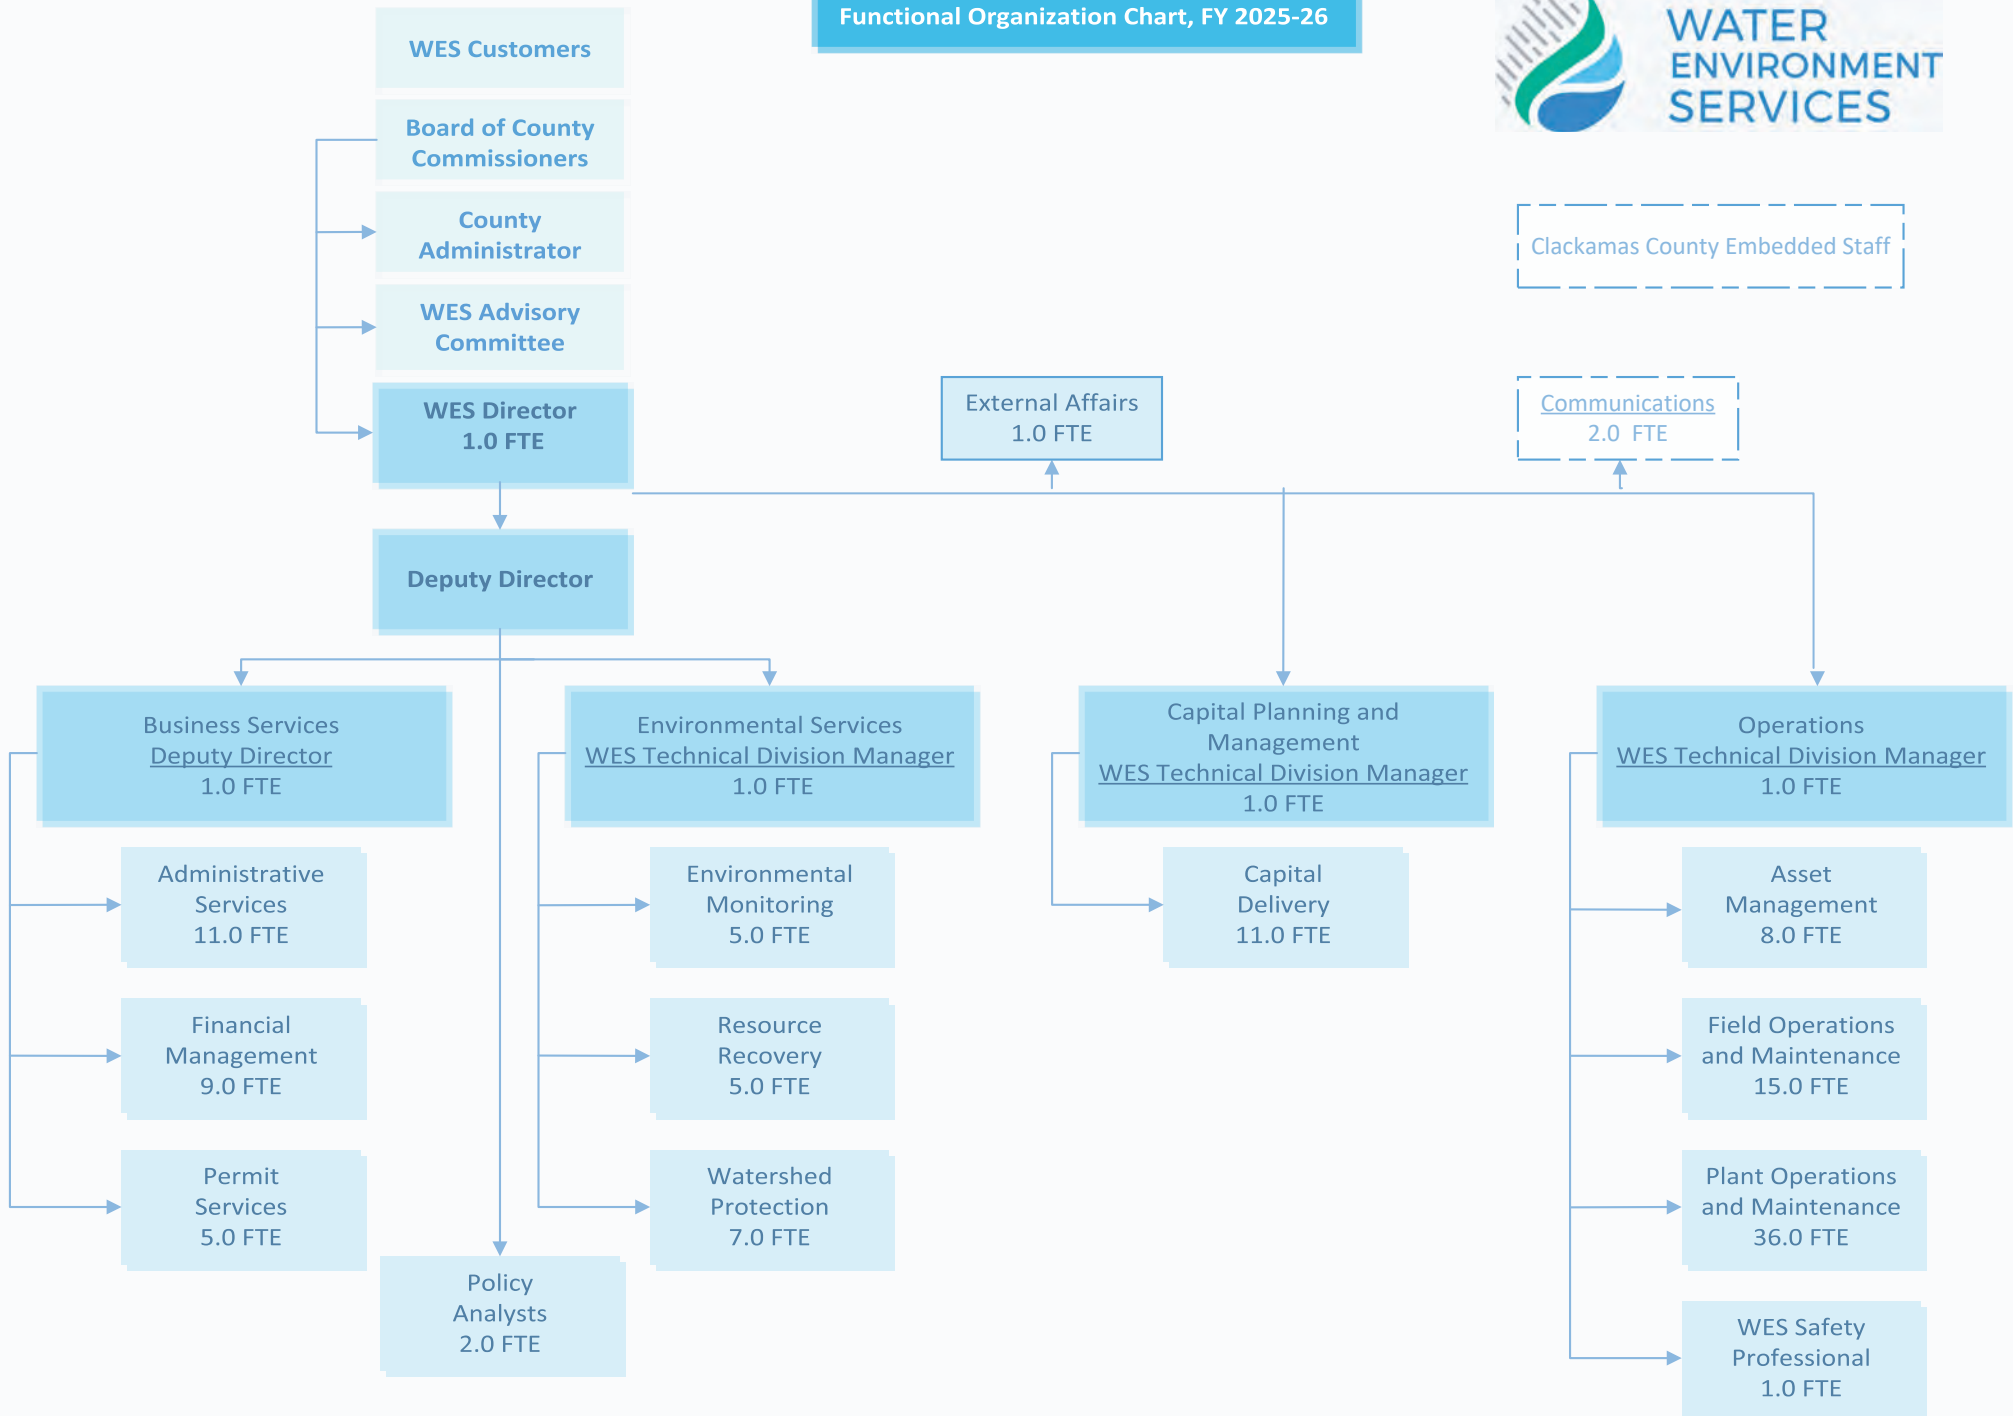 Functional Organization Chart, FY 2025-26
WATER
ENVIRONMENT
SERVICES
WES Customers
Board of County
Commissioners
County
Administrator
WES Advisory
Committee
WES Director
1.0 FTE
Clackamas County Embedded Staff
External Affairs
1.0 FTE
Communications
2.0 FTE
Deputy Director
Business Services
Deputy Director
1.0 FTE
Environmental Services
WES Technical Division Manager
1.0 FTE
Capital Planning and
Management
WES Technical Division Manager
1.0 FTE
Operations
WES Technical Division Manager
1.0 FTE
Administrative
Services
11.0 FTE
Financial
Management
9.0 FTE
Permit
Services
5.0 FTE
Policy
Analysts
2.0 FTE
Environmental
Monitoring
5.0 FTE
Resource
Recovery
5.0 FTE
Watershed
Protection
7.0 FTE
Capital
Delivery
11.0 FTE
Asset
Management
8.0 FTE
Field Operations
and Maintenance
15.0 FTE
Plant Operations
and Maintenance
36.0 FTE
WES Safety
Professional
1.0 FTE